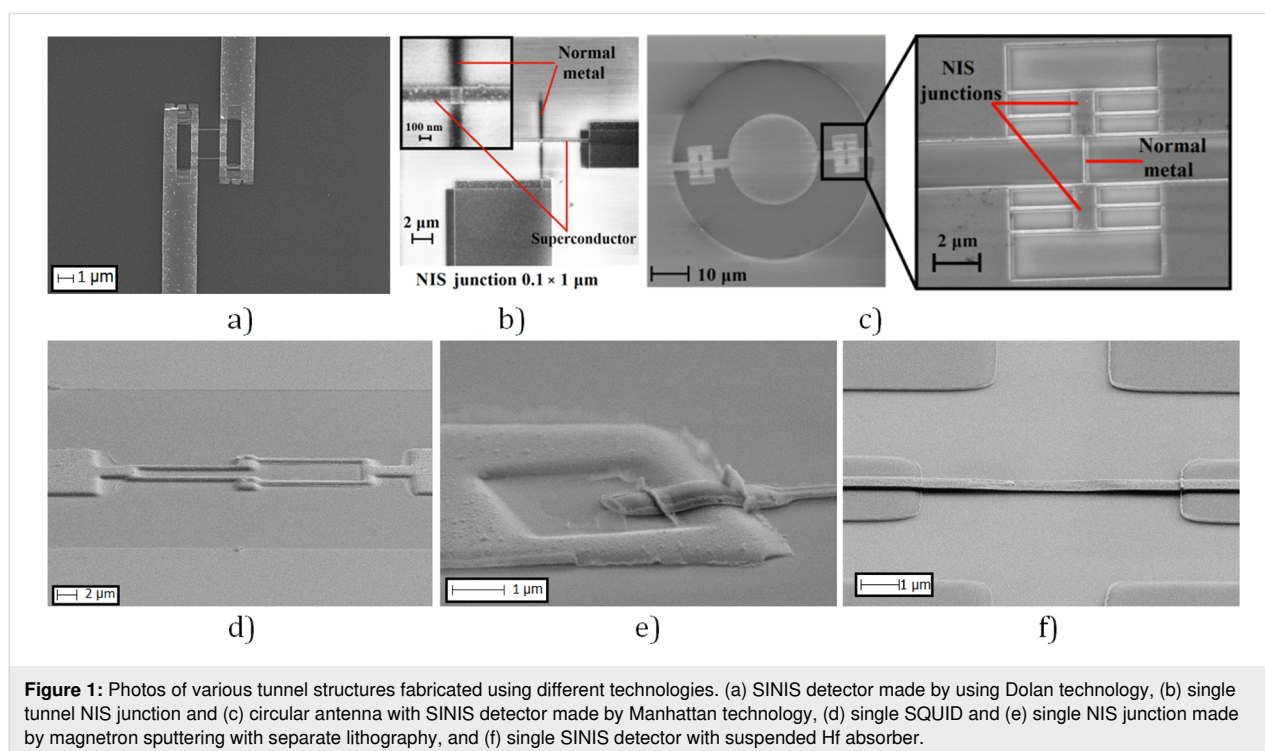 1 µm
a)
Normal
metal
100 nm
2 µm
Superconductor
NIS junction 0.1 × 1 µm
b)
10 µm
NIS
junctions
Normal
metal
2 µm
c)
2 µm
d)
1 µm
e)
1 µm
f)
Figure 1: Photos of various tunnel structures fabricated using different technologies. (a) SINIS detector made by using Dolan technology, (b) single
tunnel NIS junction and (c) circular antenna with SINIS detector made by Manhattan technology, (d) single SQUID and (e) single NIS junction made
by magnetron sputtering with separate lithography, and (f) single SINIS detector with suspended Hf absorber.